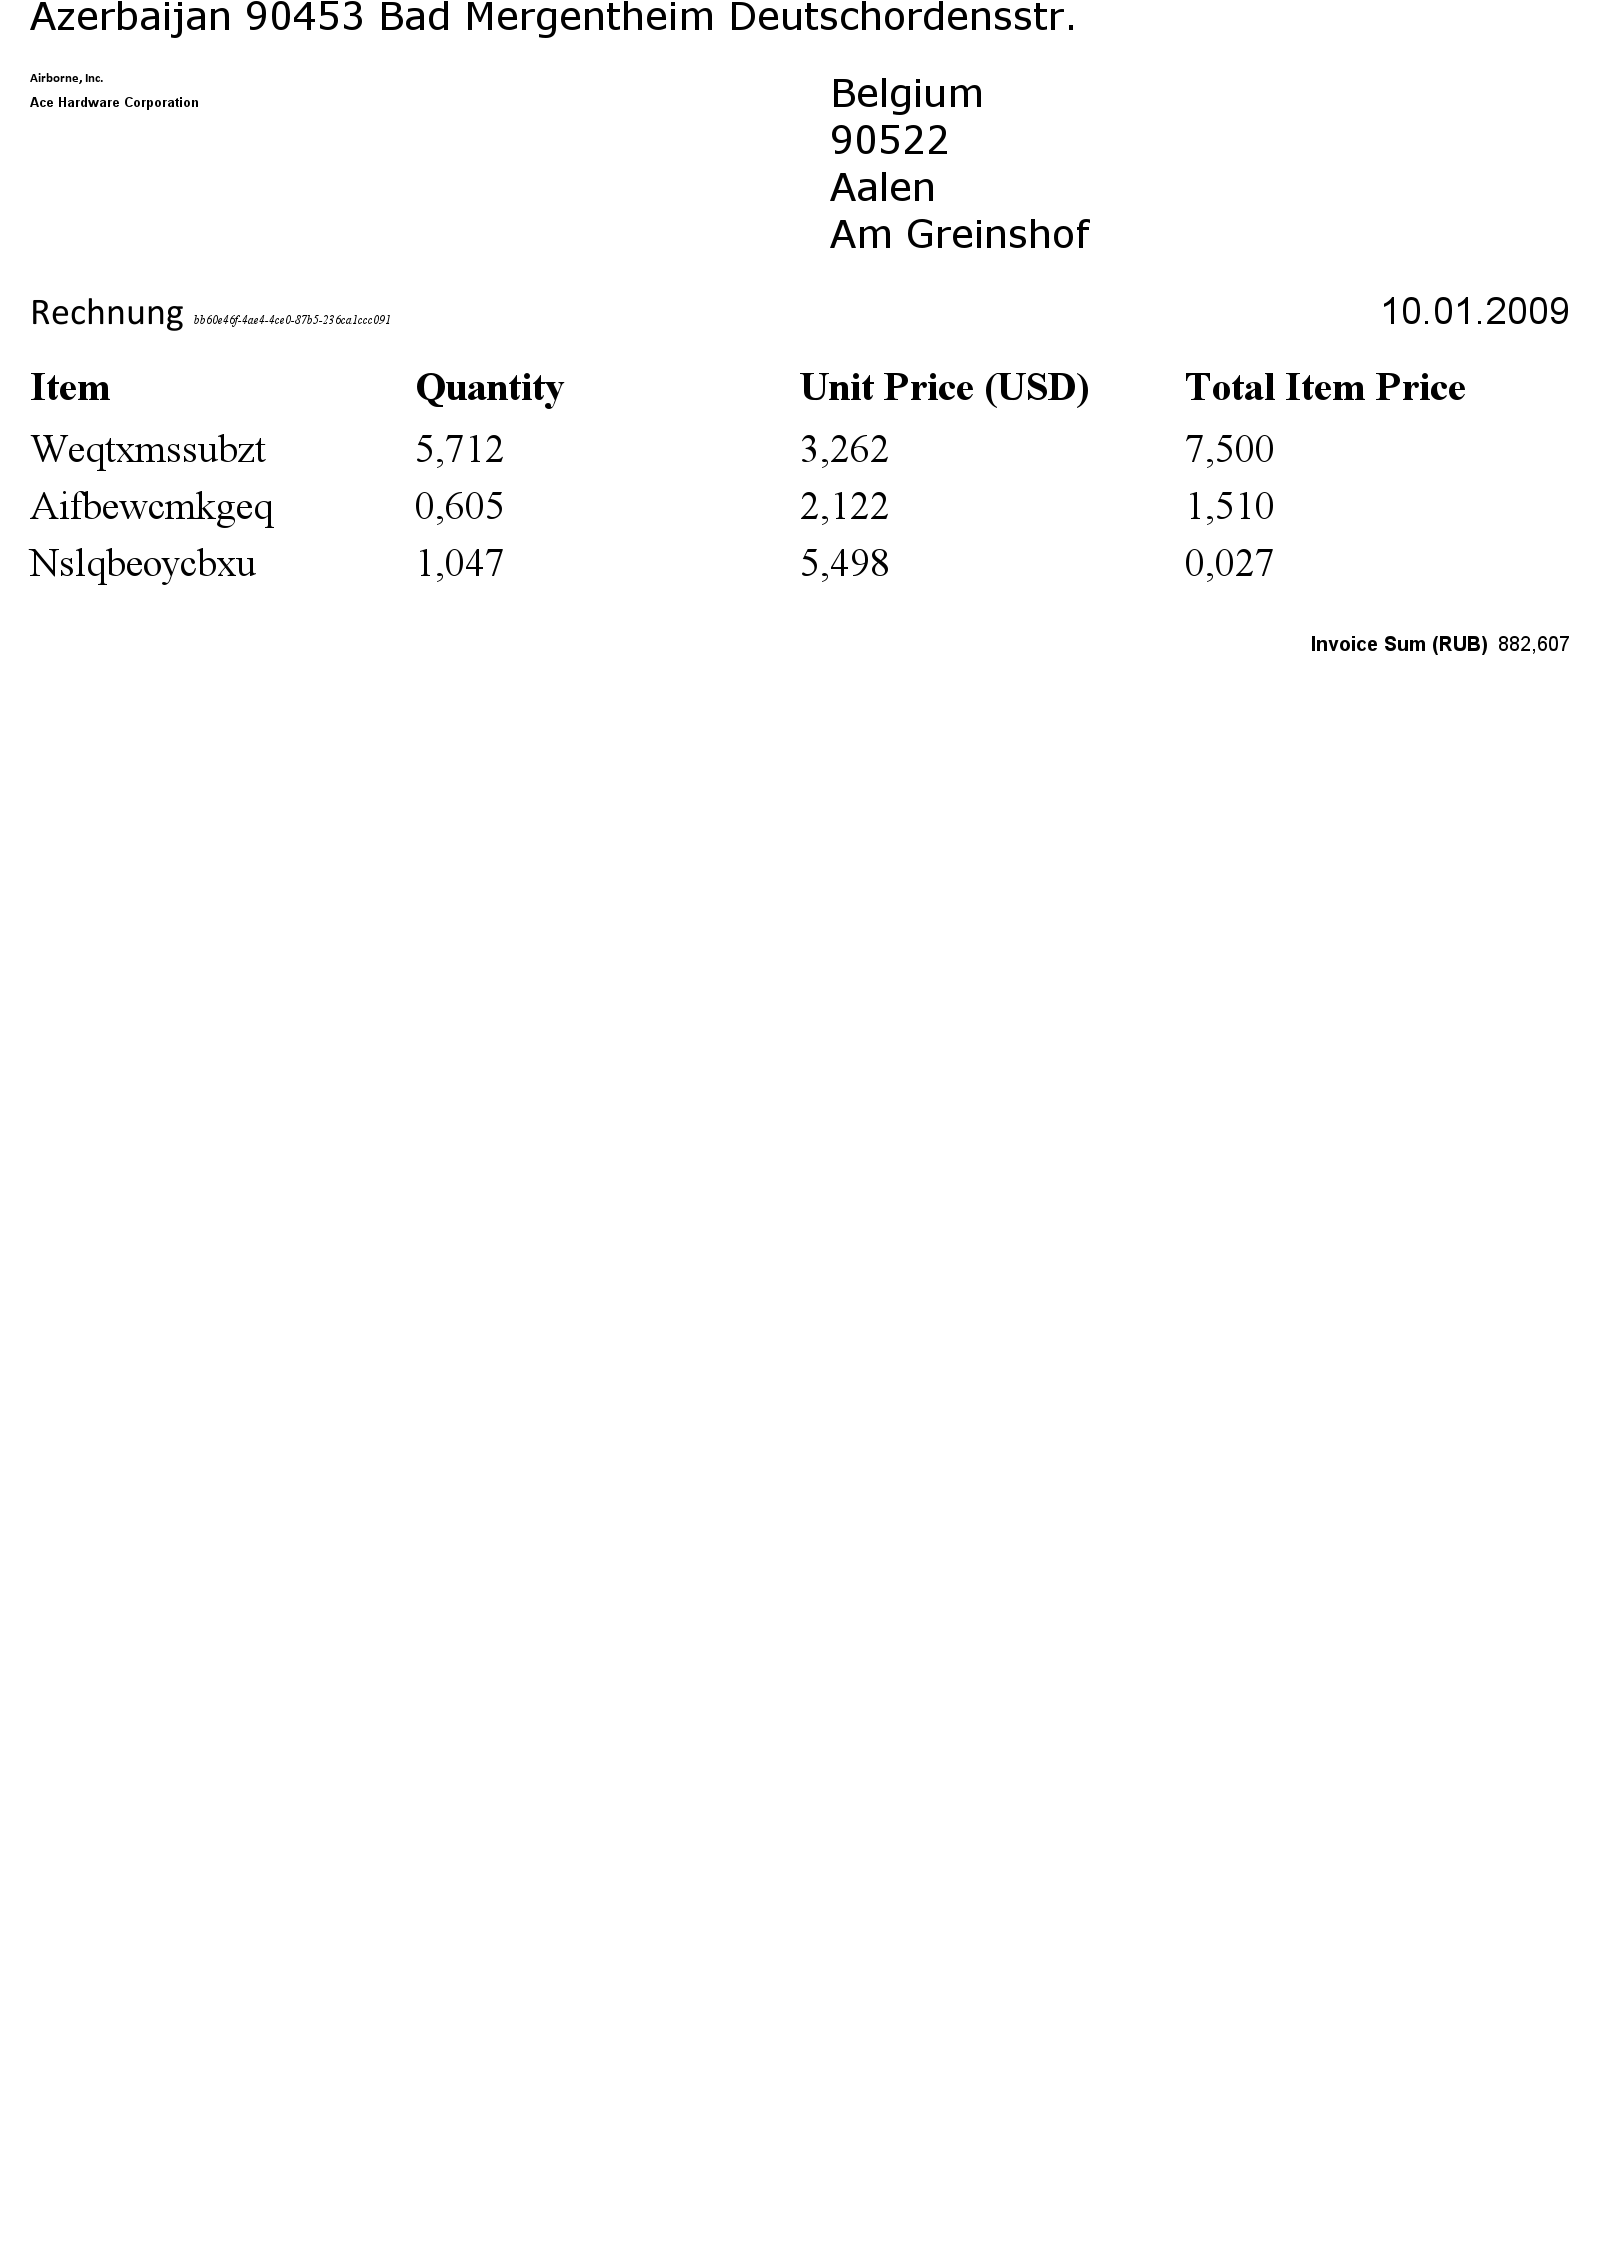 Azerbaijan 90453 Bad Mergentheim Deutschordensstr.
Airborne, Inc.
Ace Hardware Corporation
Belgium
90522
Aalen
Am Greinshof
Rechnung bb60e46f-4ae4-4ce0-87b5-236ca1ccc091 10.01.2009
Item Quantity Unit Price (USD) Total Item Price
Weqtxmssubzt 5,712 3,262 7,500
Aifbewcmkgeq 0,605 2,122 1,510
Nslqbeoycbxu 1,047 5,498 0,027
Invoice Sum (RUB) 882,607